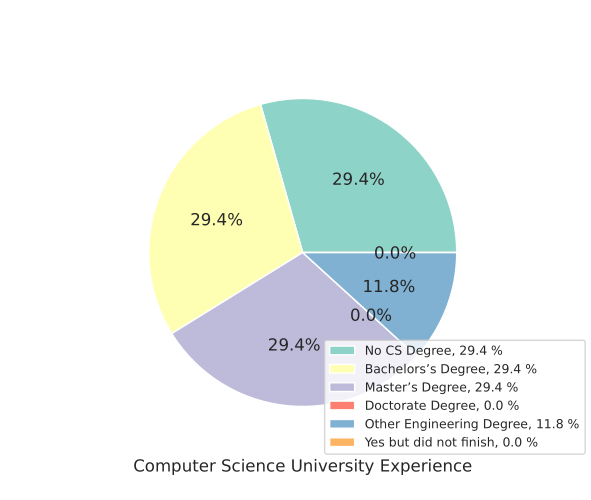 29.4%
29.4%
0.0%
11.8%
0.0%
29.4%
No CS Degree, 29.4 %
Bachelors’s Degree, 29.4 %
Master’s Degree, 29.4 %
Doctorate Degree, 0.0 %
Other Engineering Degree, 11.8 %
Yes but did not finish, 0.0 %
Computer Science University Experience